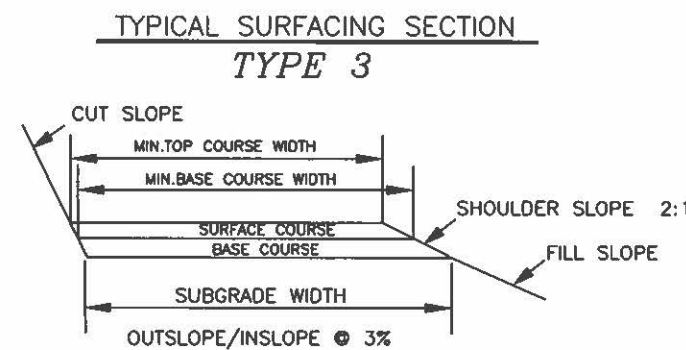 TYPICAL SURFACING SECTION
TYPE 3
CUT SLOPE
MIN.TOP COURSE WIDTH
MIN.BASE COURSE WIDTH
SHOULDER SLOPE 2:1
SURFACE COURSE
BASE COURSE
FILL SLOPE
SUBGRADE WIDTH
OUTSLOPE/INSLOPE @ 3%